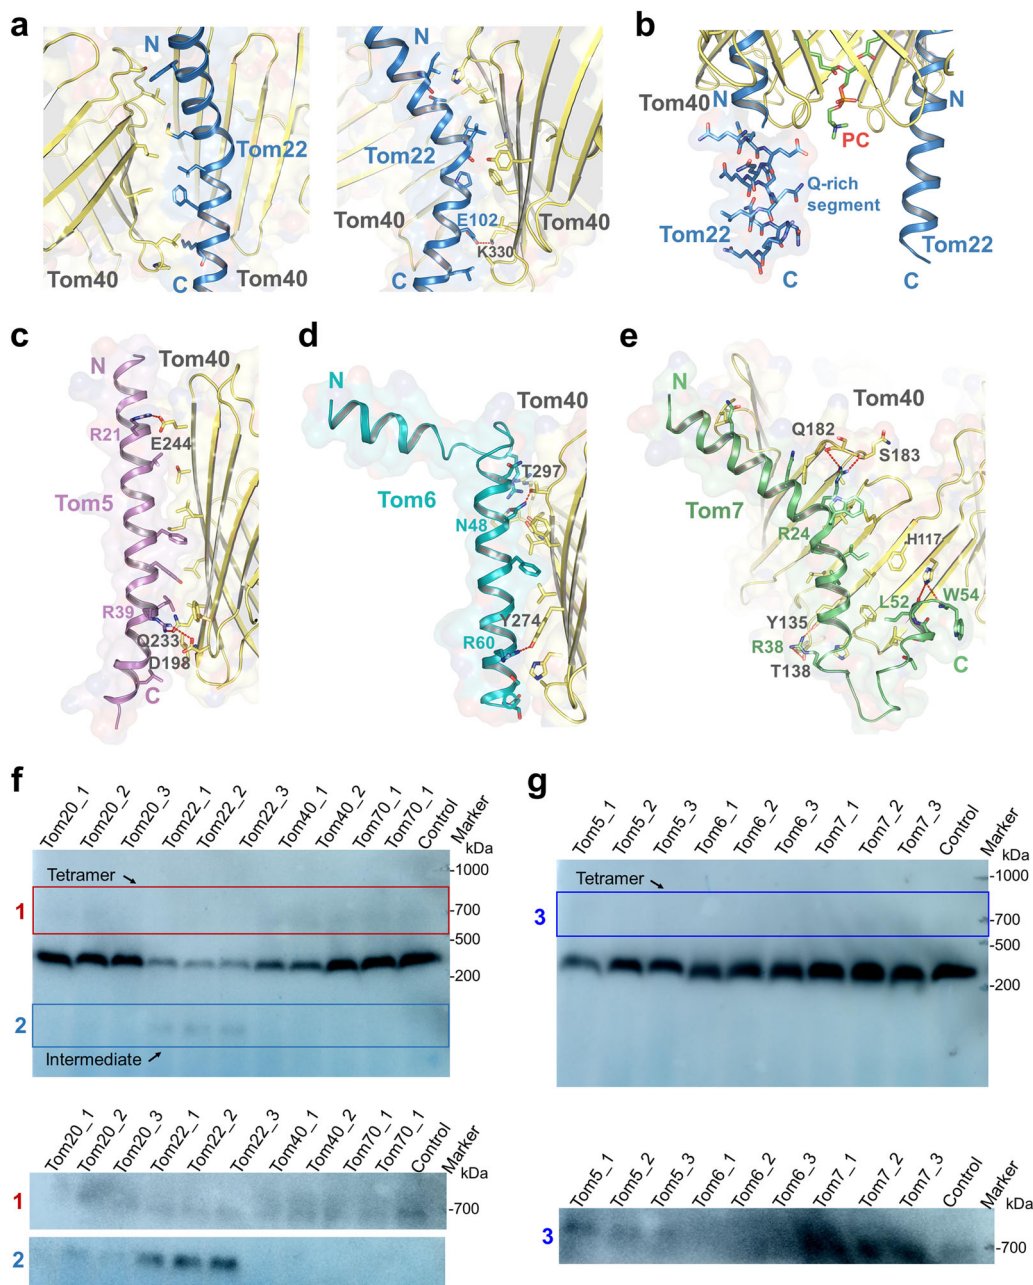 a
N
Tom22
Tom40
Tom40
C
N
Tom22
Tom40
E102
Tom40
K330
C
b
Tom40
N
N
PC
Q-rich
segment
Tom22
Tom22
C
C
c
N
Tom40
R21
E244
Tom5
R39
Q233
D198
C
d
N
Tom40
T297
Tom6
N48
Y274
R60
C
e
N
Tom40
Q182
S183
Tom7
R24
H117
L52
W54
Y135
R38
T138
C
f
Tom20_1
Tom20_2
Tom20_3
Tom22_1
Tom22_2
Tom22_3
Tom40_1
Tom40_2
Tom70_1
Tom70_1
Control
Marker
kDa
Tetramer
-1000
1
-700
-500
-200
2
Intermediate
Tom20_1
Tom20_2
Tom20_3
Tom22_1
Tom22_2
Tom22_3
Tom40_1
Tom40_2
Tom70_1
Tom70_1
Control
Marker
kDa
1
-700
2
g
Tom5_1
Tom5_2
Tom5_3
Tom6_1
Tom6_2
Tom6_3
Tom7_1
Tom7_2
Tom7_3
Control
Marker
kDa
Tetramer
-1000
3
-700
-500
-200
Tom5_1
Tom5_2
Tom5_3
Tom6_1
Tom6_2
Tom6_3
Tom7_1
Tom7_2
Tom7_3
Control
Marker
kDa
3
-700